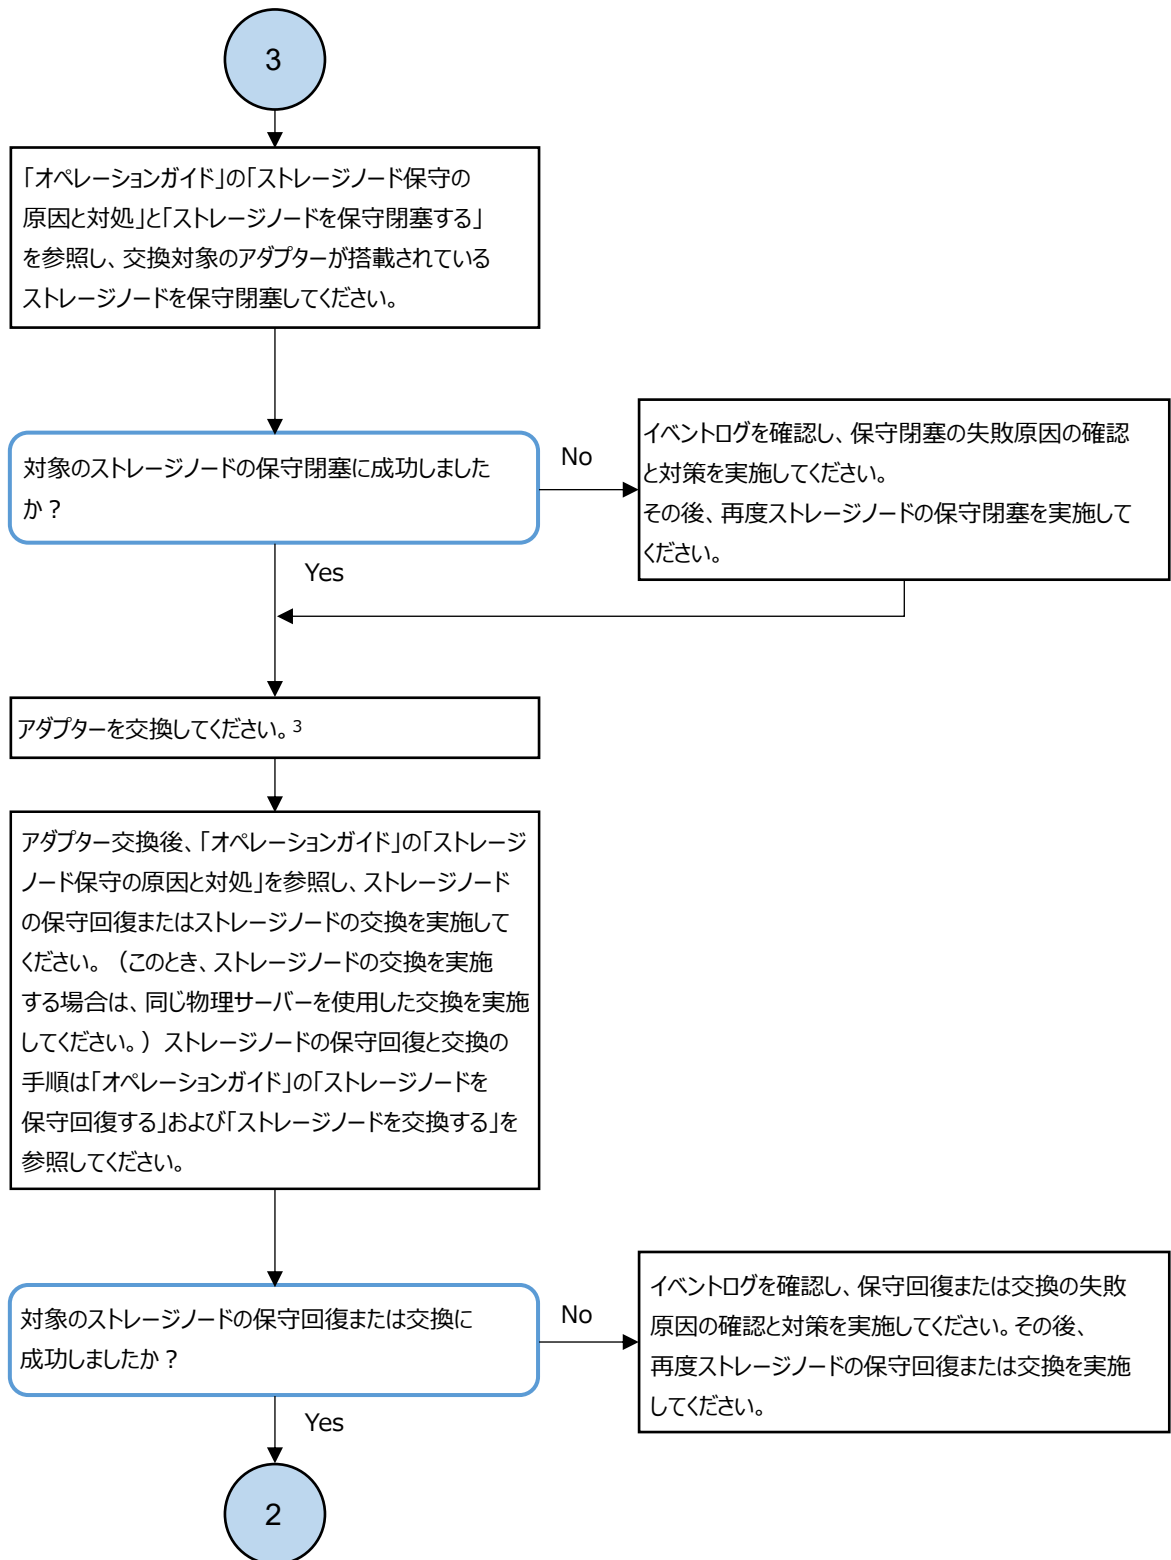 3
「オペレーションガイド」の「ストレージノード保守の
原因と対処」と「ストレージノードを保守閉塞する」
を参照し、交換対象のアダプターが搭載されている
ストレージノードを保守閉塞してください。
対象のストレージノードの保守閉塞に成功しました
か？
No
イベントログを確認し、保守閉塞の失敗原因の確認
と対策を実施してください。
その後、再度ストレージノードの保守閉塞を実施して
ください。
Yes
アダプターを交換してください。3
アダプター交換後、「オペレーションガイド」の「ストレージ
ノード保守の原因と対処」を参照し、ストレージノード
の保守回復またはストレージノードの交換を実施して
ください。（このとき、ストレージノードの交換を実施
する場合は、同じ物理サーバーを使用した交換を実施
してください。）ストレージノードの保守回復と交換の
手順は「オペレーションガイド」の「ストレージノードを
保守回復する」および「ストレージノードを交換する」を
参照してください。
対象のストレージノードの保守回復または交換に
成功しましたか？
No
イベントログを確認し、保守回復または交換の失敗
原因の確認と対策を実施してください。その後、
再度ストレージノードの保守回復または交換を実施
してください。
Yes
2